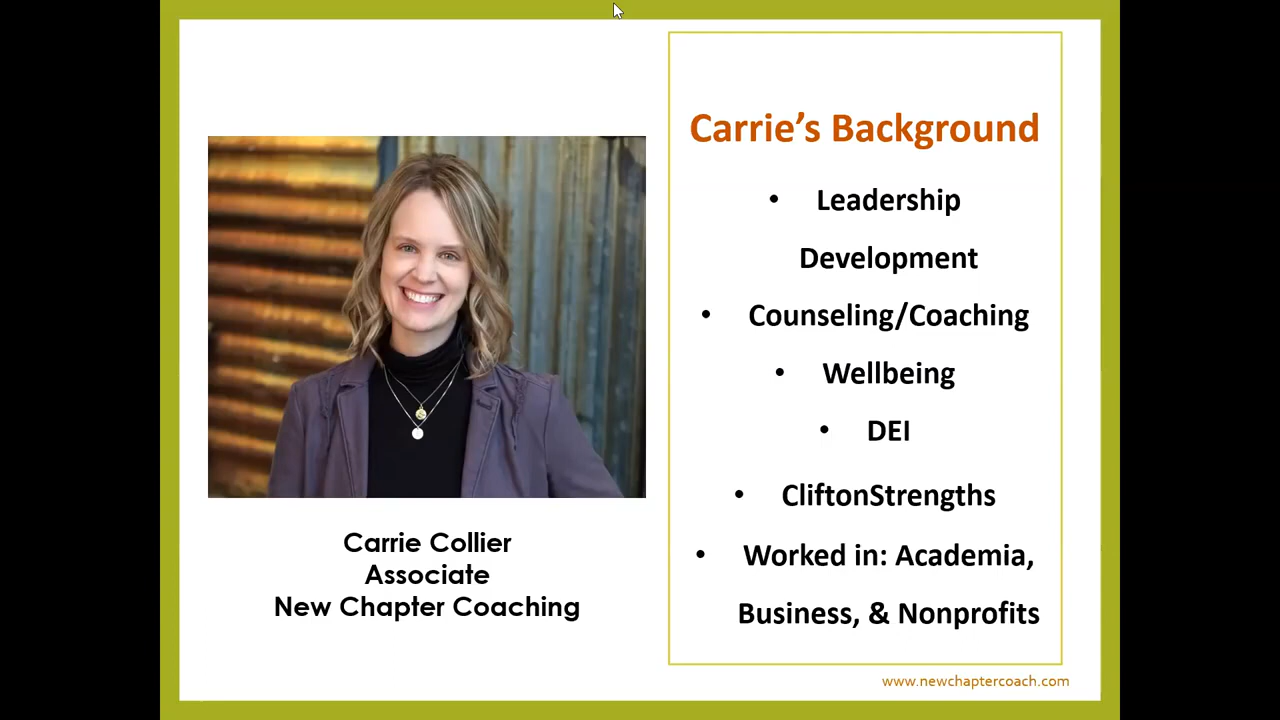 Carrie Collier
Associate
New Chapter Coaching
Carrie’s Background
• Leadership
Development
• Counseling/Coaching
• Wellbeing
• DEI
• CliftonStrengths
• Worked in: Academia,
Business, & Nonprofits
www.newchaptercoach.com